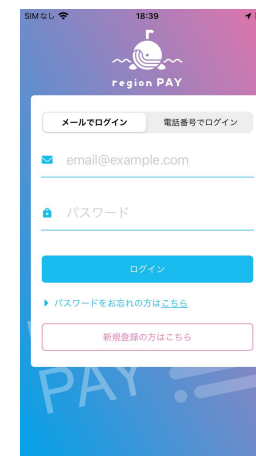 SIMなし 18:39
region PAY
メールでログイン 電話番号でログイン
email@example.com
パスワード
ログイン
パスワードをお忘れの方はこちら
新規登録の方はこちら
PAY